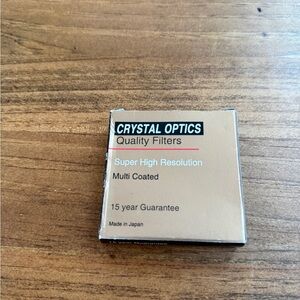 CRYSTAL OPTICS
Quality Filters
Super High Resolution
Multi Coated
15 year Guarantee
Made in Japan